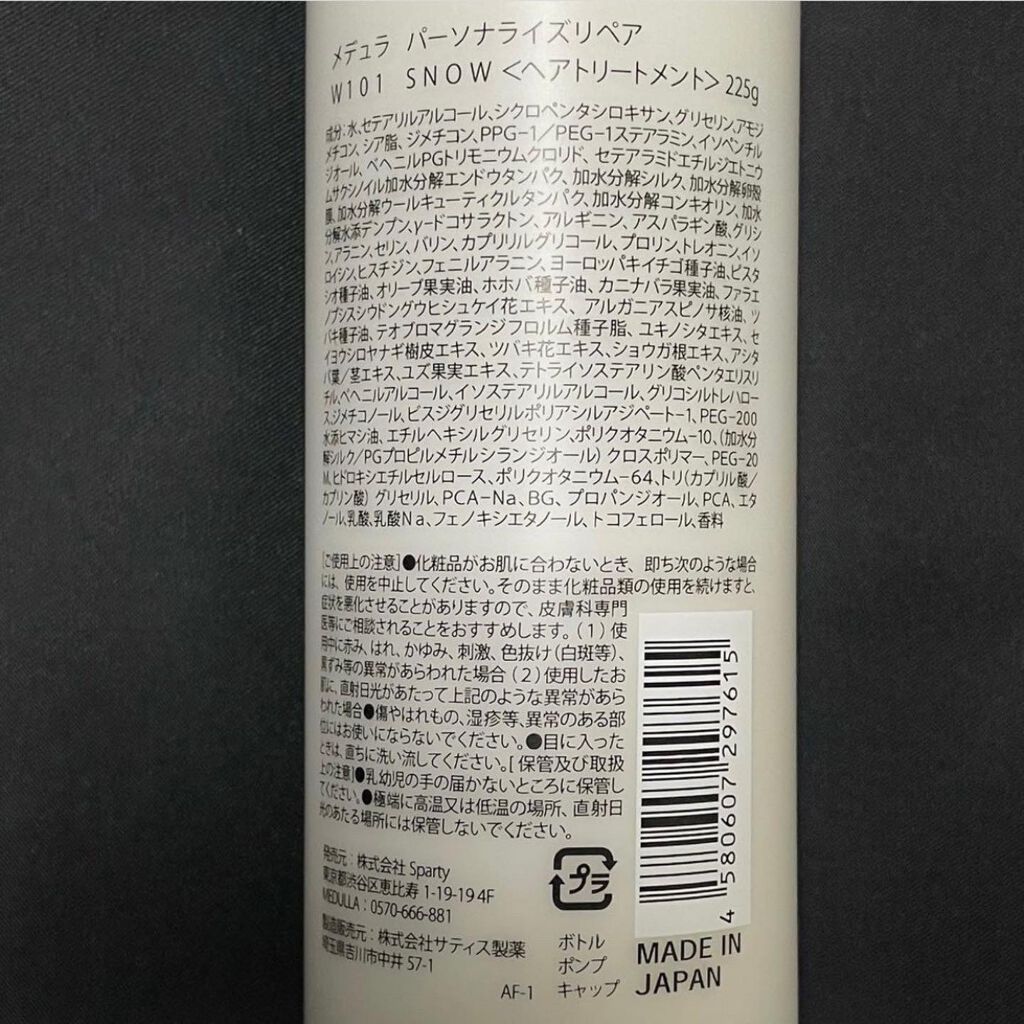 メデュラ パーソナライズリペア
W101 SNOW <ヘアトリートメント> 225g
成分:水、セテアリルアルコール、シクロペンタシロキサン、グリセリン、アモジ
メチコン、シア脂、ジメチコン、PPG-1/PEG-1ステアラミン、イソペンチル
ジオール、ベヘニルPGトリモニウムクロリド、セテアラミドエチルジエトニウ
ムサクシノイル加水分解エンドウタンパク、加水分解シルク、加水分解卵殻
膜、加水分解ウールキューティクルタンパク、加水分解コンキオリン、加水
分解水添デンプン、γ-ドコサラクトン、アルギニン、アスパラギン酸、グリシ
ン、アラニン、セリン、バリン、カプリリルグリコール、プロリン、トレオニン、イソ
ロイシン、ヒスチジン、フェニルアラニン、ヨーロッパキイチゴ種子油、ピスタ
シオ種子油、オリーブ果実油、ホホバ種子油、カニナバラ果実油、ファラエ
ノプシスシウドングウヒシュケイ花エキス、アルガニアスピノサ核油、ツ
バキ種子油、テオブロマグランジフロルム種子脂、ユキノシタエキス、セ
イヨウシロヤナギ樹皮エキス、ツバキ花エキス、ショウガ根エキス、アシタ
バ葉/茎エキス、ユズ果実エキス、テトライソステアリン酸ペンタエリスリ
チル、ベヘニルアルコール、イソステアリルアルコール、グリコシルトレハロー
ス、ジメチコノール、ビスジグリセリルポリアシルアジペート-1、PEG-200
水添ヒマシ油、エチルヘキシルグリセリン、ポリクオタニウム-10、(加水分
解シルク/PGプロピルメチルシランジオール)クロスポリマー、PEG-20
M、ヒドロキシエチルセルロース、ポリクオタニウム-64、トリ(カプリル酸/
カプリン酸)グリセリル、PCA-Na、BG、プロパンジオール、PCA、エタ
ノール、乳酸、乳酸Na、フェノキシエタノール、トコフェロール、香料
[ご使用上の注意]●化粧品がお肌に合わないとき、即ち次のような場合
には、使用を中止してください。そのまま化粧品類の使用を続けますと、
症状を悪化させることがありますので、皮膚科専門
医等にご相談されることをおすすめします。(1)使
用中に赤み、はれ、かゆみ、刺激、色抜け(白斑等)、
黒ずみ等の異常があらわれた場合(2)使用したお
肌に、直射日光があたって上記のような異常があら
われた場合●傷やはれもの、湿疹等、異常のある部
位にはお使いにならないでください。●目に入った
ときは、直ちに洗い流してください。[保管及び取扱
上の注意]●乳幼児の手の届かないところに保管し
てください。●極端に高温又は低温の場所、直射日
光のあたる場所には保管しないでください。
発売元:株式会社 Sparty
東京都渋谷区恵比寿 1-19-19 4F
MEDULLA:0570-666-881
製造販売元:株式会社サティス製薬
埼玉県吉川市中井 57-1
AF-1
プラ
ボトル
ポンプ
キャップ
4 580607 297615
MADE IN
JAPAN